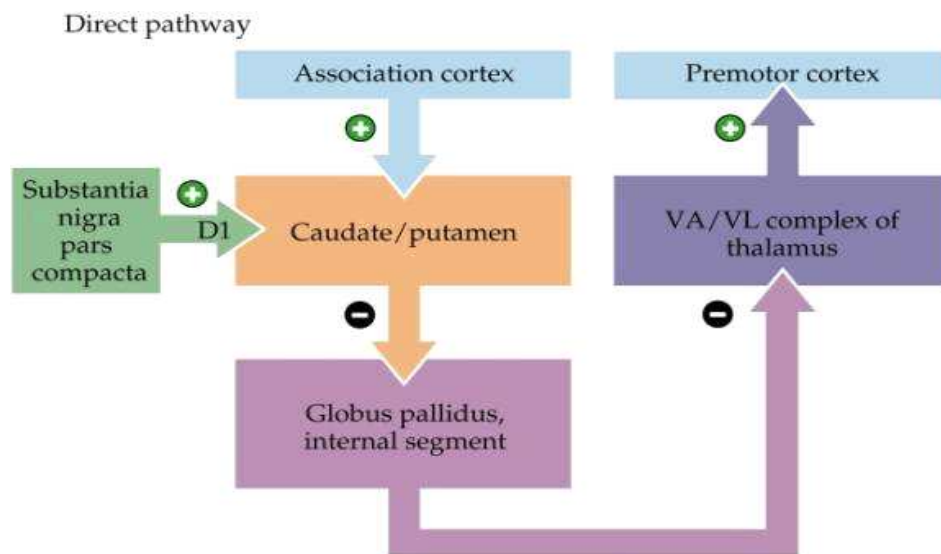 Direct pathway
Association cortex
Premotor cortex
+
+
Substantia
nigra
pars
compacta
+
D1
Caudate/putamen
VA/VL complex of
thalamus
−
−
Globus pallidus,
internal segment